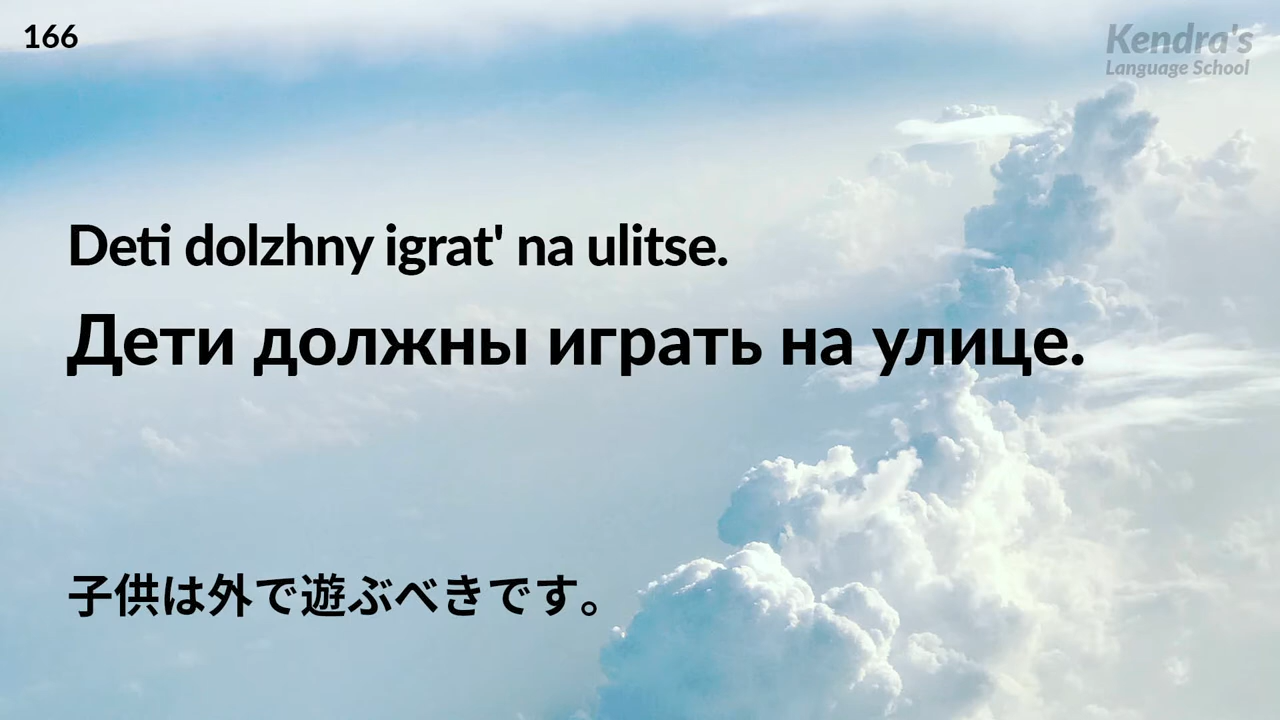 166
Kendra's
Language School
Deti dolzhny igrat' na ulitse.
Дети должны играть на улице.
子供は外で遊ぶべきです。